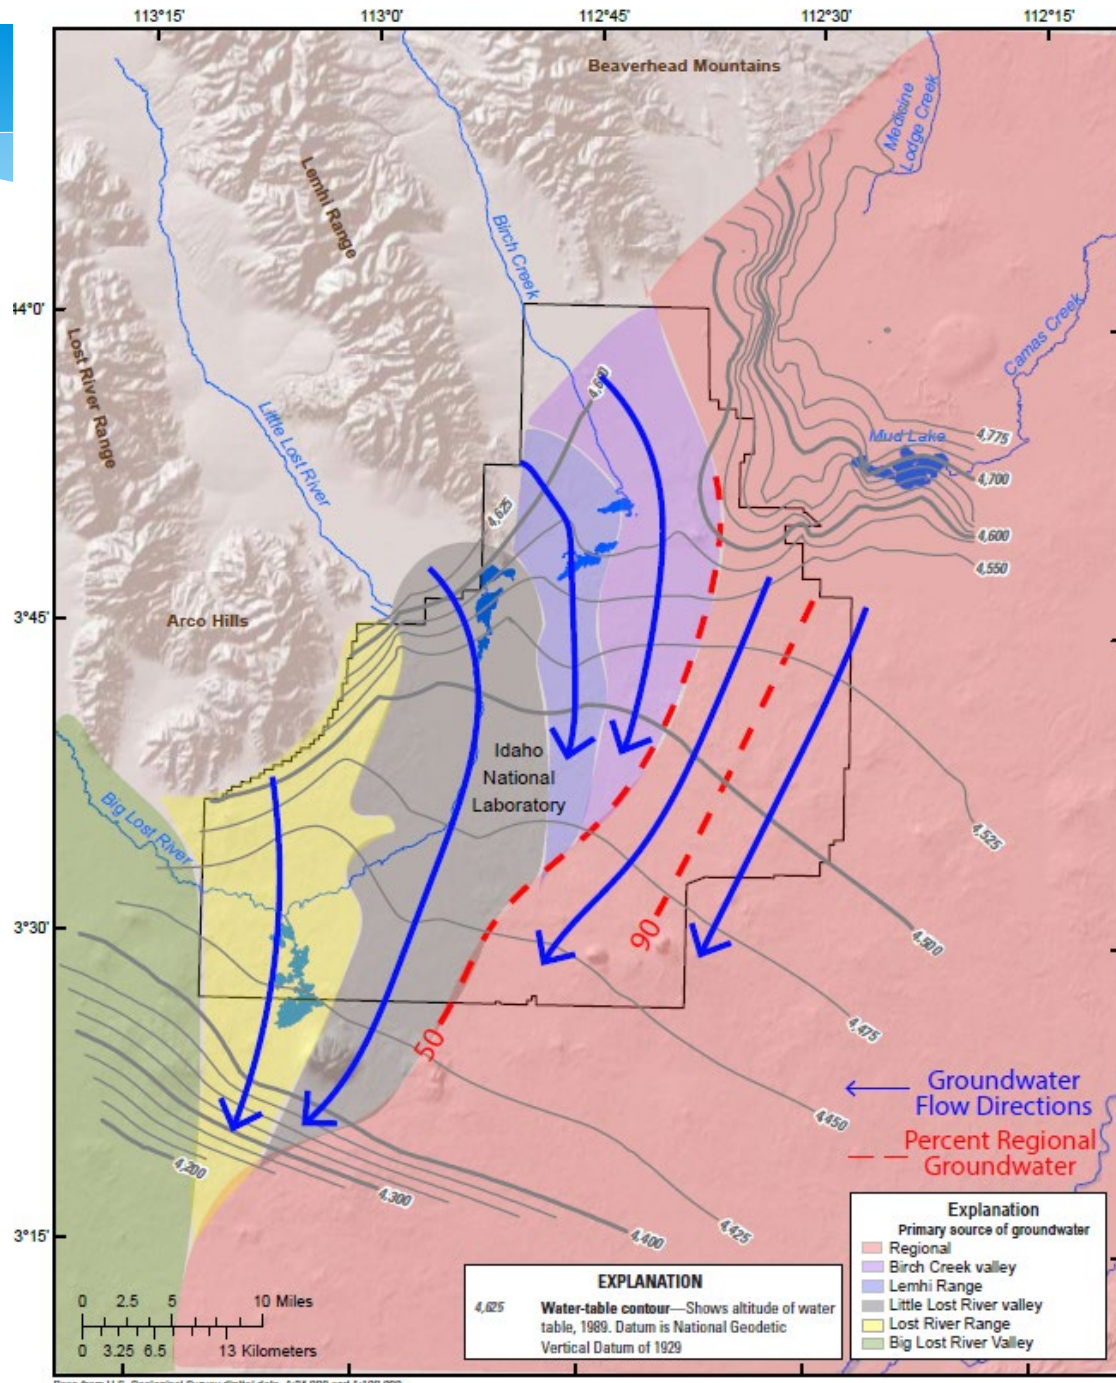 113°15'
113°0'
112°45'
112°30'
112°15'
Beaverhead Mountains
Medicine
Lodge Creek
Lemhi Range
Birch Creek
44°0'
Camas Creek
Lost River Range
Little Lost River
4,600
Mud Lake
4,775
4,700
4,625
4,600
4,550
3°45'
Arco Hills
Idaho
National
Laboratory
Big Lost River
4,525
3°30'
90
4,500
4,475
50
Groundwater
Flow Directions
4,450
Percent Regional
Groundwater
4,200
4,300
4,425
4,400
3°15'
Explanation
Primary source of groundwater
Regional
Birch Creek valley
Lemhi Range
Little Lost River valley
Lost River Range
Big Lost River Valley
EXPLANATION
4,625 Water-table contour—Shows altitude of water
table, 1989. Datum is National Geodetic
Vertical Datum of 1929
0 2.5 5 10 Miles
0 3.25 6.5 13 Kilometers